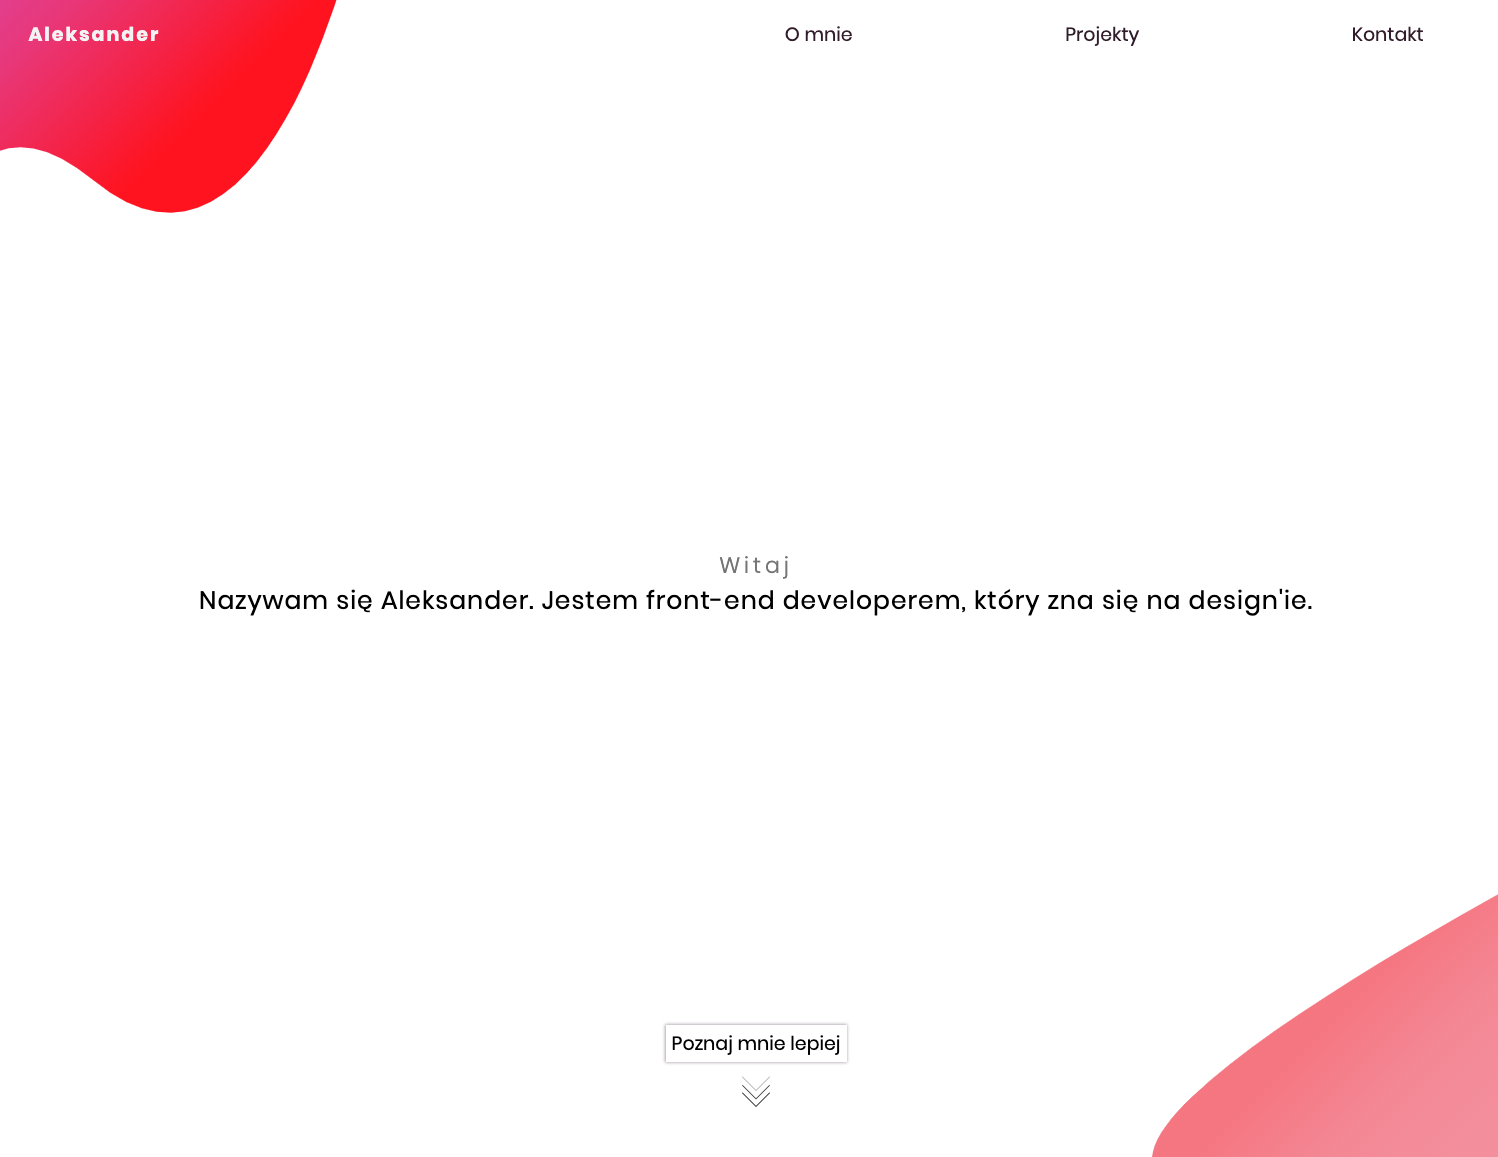 Aleksander
O mnie
Projekty
Kontakt
Witaj
Nazywam się Aleksander. Jestem front-end developerem, który zna się na design'ie.
Poznaj mnie lepiej